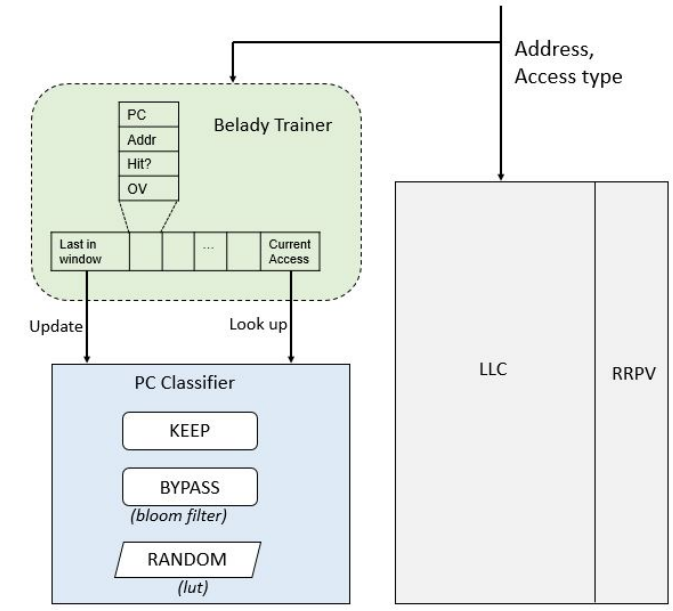 Address,
Access type
Belady Trainer
PC
Addr
Hit?
OV
Last in
window
...
Current
Access
Update
Look up
PC Classifier
KEEP
BYPASS
(bloom filter)
RANDOM
(lut)
LLC
RRPV